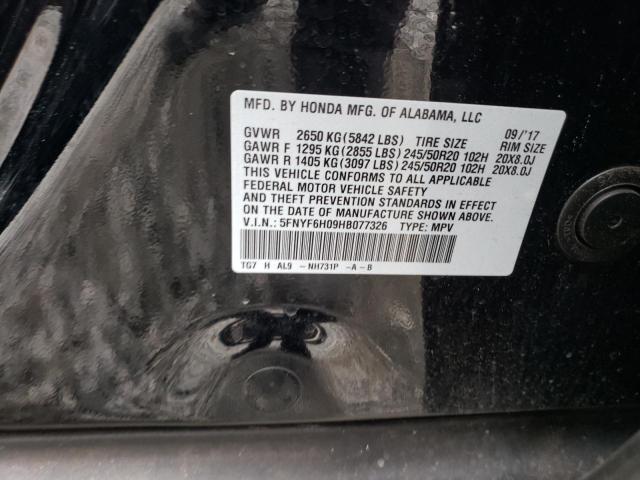 MFD. BY HONDA MFG. OF ALABAMA, LLC
GVWR 2650 KG (5842 LBS) TIRE SIZE 09/'17 RIM SIZE
GAWR F 1295 KG (2855 LBS) 245/50R20 102H 20X8.0J
GAWR R 1405 KG (3097 LBS) 245/50R20 102H 20X8.0J
THIS VEHICLE CONFORMS TO ALL APPLICABLE
FEDERAL MOTOR VEHICLE SAFETY
AND THEFT PREVENTION STANDARDS IN EFFECT
ON THE DATE OF MANUFACTURE SHOWN ABOVE.
V.I.N.: 5FNYF6H09HB077326 TYPE: MPV
TG7 H AL9 -NH731P -A-B